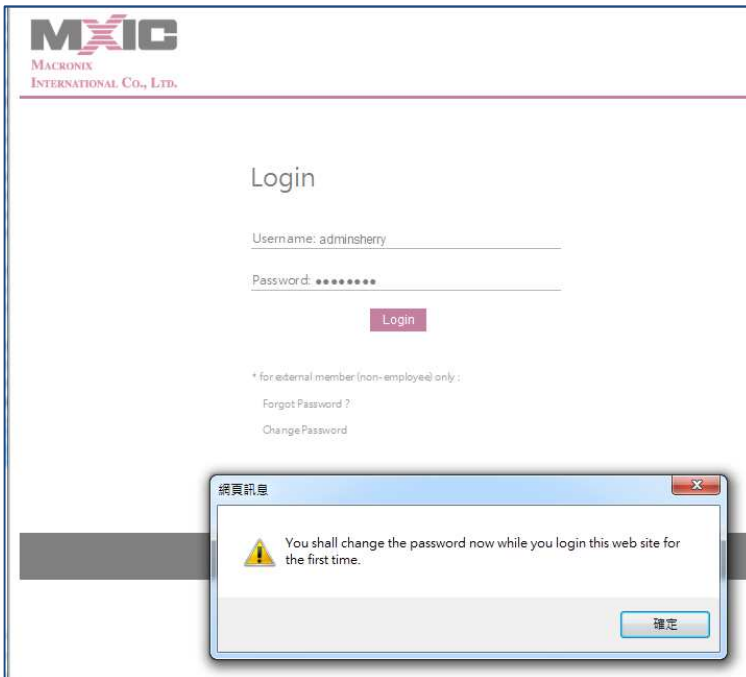 MXIC
MACRONIX
INTERNATIONAL CO., LTD.
Login
Username: adminsherry
Password: ••••••••
Login
* for external member (non-employee) only :
Forgot Password ?
Change Password
網頁訊息
You shall change the password now while you login this web site for
the first time.
確定